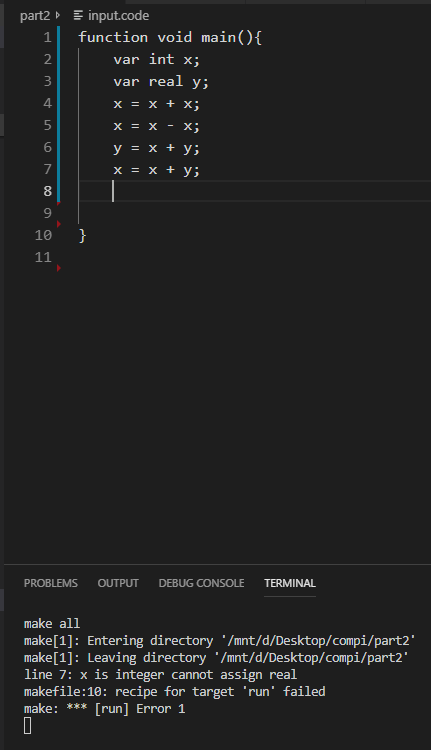 part2 input.code
1 function void main(){
2 var int x;
3 var real y;
4 x = x + x;
5 x = x - x;
6 y = x + y;
7 x = x + y;
8
9
10 }
11
PROBLEMS OUTPUT DEBUG CONSOLE TERMINAL
make all
make[1]: Entering directory '/mnt/d/Desktop/compi/part2'
make[1]: Leaving directory '/mnt/d/Desktop/compi/part2'
line 7: x is integer cannot assign real
makefile:10: recipe for target 'run' failed
make: *** [run] Error 1